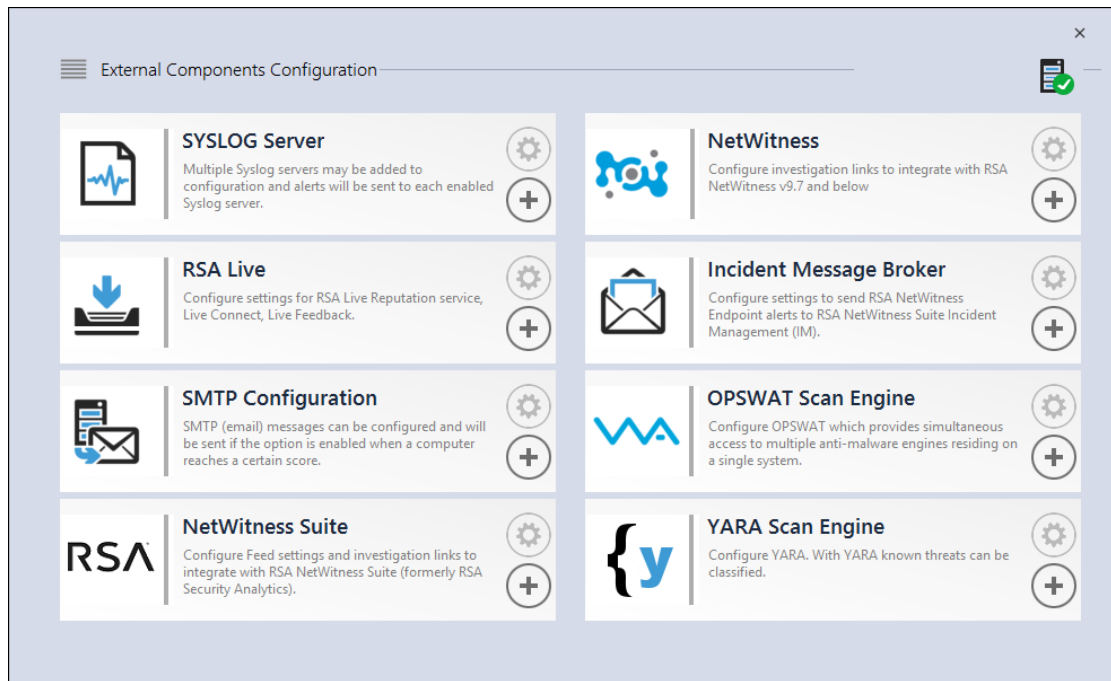 External Components Configuration
SYSLOG Server
Multiple Syslog servers may be added to
configuration and alerts will be sent to each enabled
Syslog server.
NetWitness
Configure investigation links to integrate with RSA
NetWitness v9.7 and below
RSA Live
Configure settings for RSA Live Reputation service,
Live Connect, Live Feedback.
Incident Message Broker
Configure settings to send RSA NetWitness
Endpoint alerts to RSA NetWitness Suite Incident
Management (IM).
SMTP Configuration
SMTP (email) messages can be configured and will
be sent if the option is enabled when a computer
reaches a certain score.
OPSWAT Scan Engine
Configure OPSWAT which provides simultaneous
access to multiple anti-malware engines residing on
a single system.
RSA
NetWitness Suite
Configure Feed settings and investigation links to
integrate with RSA NetWitness Suite (formerly RSA
Security Analytics).
{y
YARA Scan Engine
Configure YARA. With YARA known threats can be
classified.